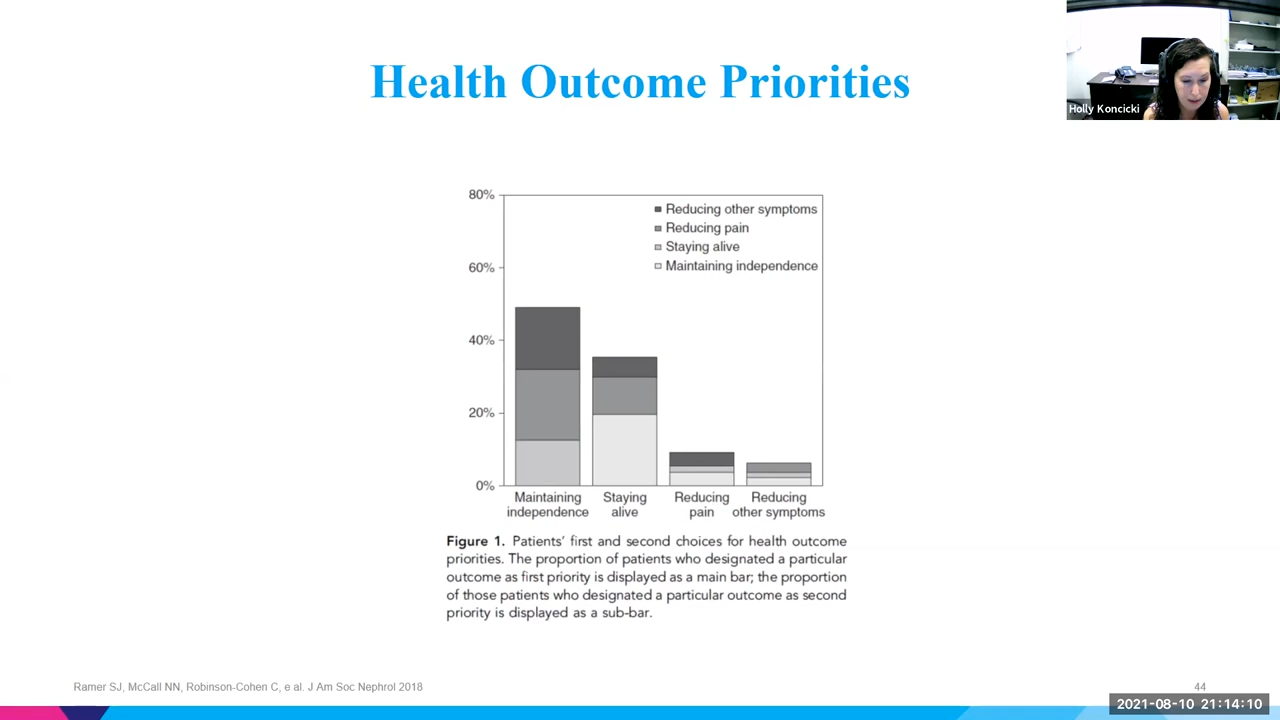 Health Outcome Priorities
Holly Koncicki
80%
60%
40%
20%
0%
Reducing other symptoms
Reducing pain
Staying alive
Maintaining independence
Maintaining
independence
Staying
alive
Reducing
pain
Reducing
other symptoms
Figure 1. Patients' first and second choices for health outcome
priorities. The proportion of patients who designated a particular
outcome as first priority is displayed as a main bar; the proportion
of those patients who designated a particular outcome as second
priority is displayed as a sub-bar.
Ramer SJ, McCall NN, Robinson-Cohen C, e al. J Am Soc Nephrol 2018
44
2021-08-10 21:14:10